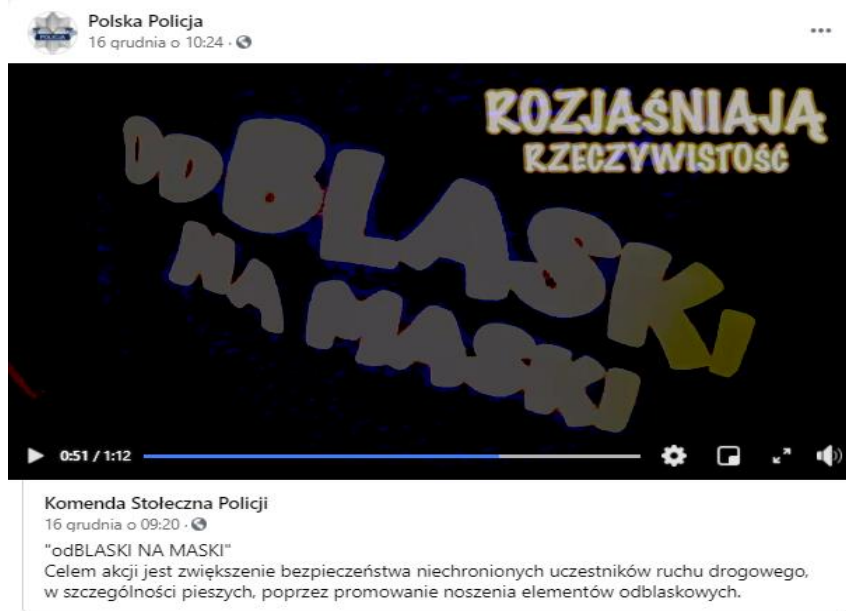 Polska Policja
16 grudnia o 10:24 ·
ROZJAŚNIAJĄ
RZECZYWISTOŚĆ
odBLASKI
NA MASKI
0:51 / 1:12
Komenda Stołeczna Policji
16 grudnia o 09:20 ·
"odBLASKI NA MASKI"
Celem akcji jest zwiększenie bezpieczeństwa niechronionych uczestników ruchu drogowego,
w szczególności pieszych, poprzez promowanie noszenia elementów odblaskowych.